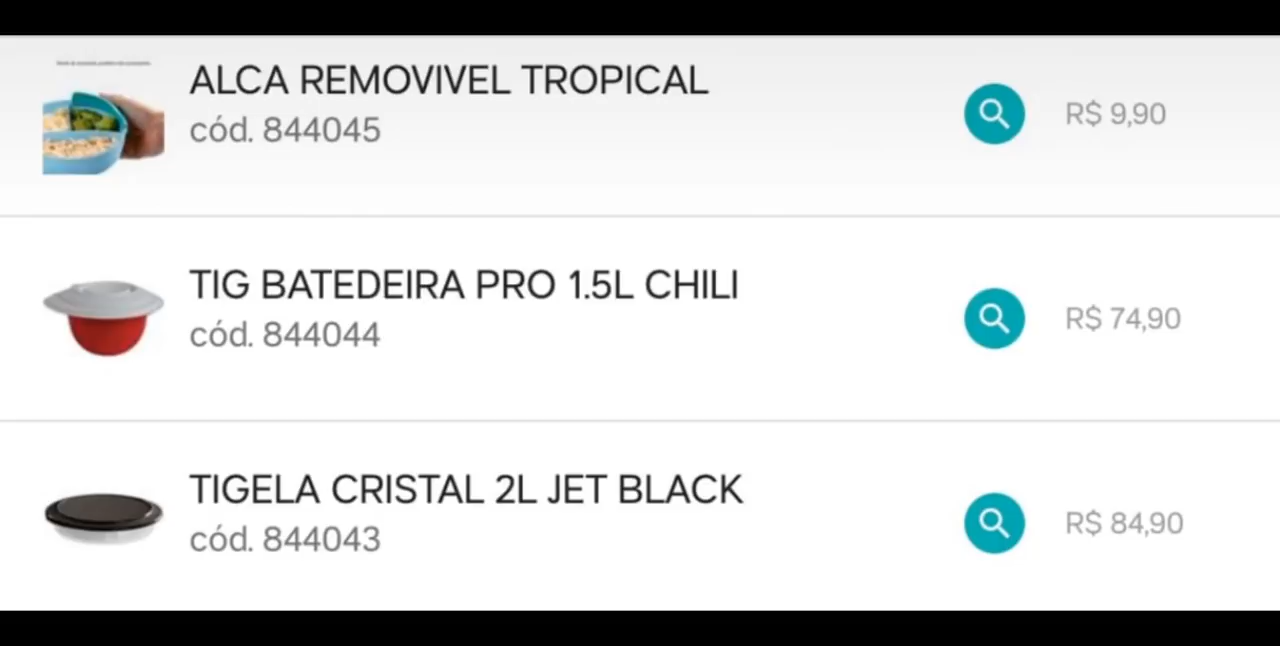 ALCA REMOVIVEL TROPICAL
cód. 844045
R$ 9,90
TIG BATEDEIRA PRO 1.5L CHILI
cód. 844044
R$ 74,90
TIGELA CRISTAL 2L JET BLACK
cód. 844043
R$ 84,90